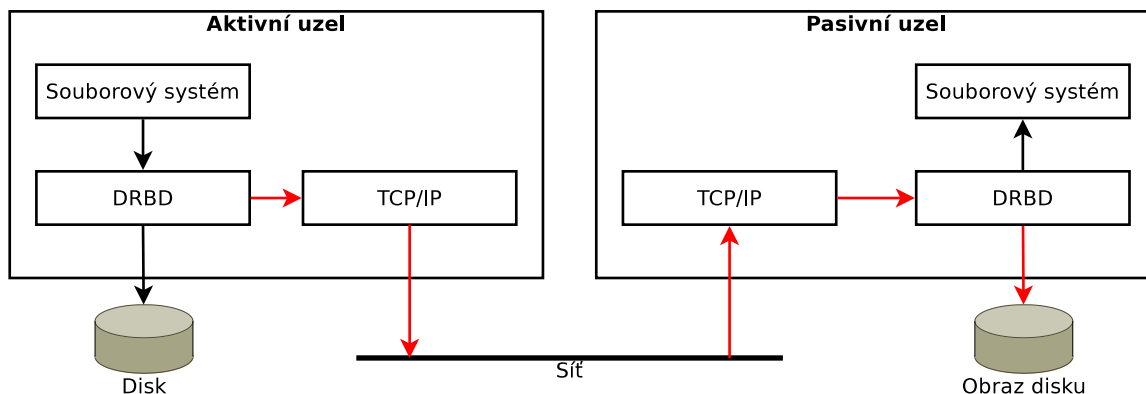 Aktivní uzel
Souborový systém
DRBD
TCP/IP
Disk
Síť
Pasivní uzel
Souborový systém
TCP/IP
DRBD
Obraz disku